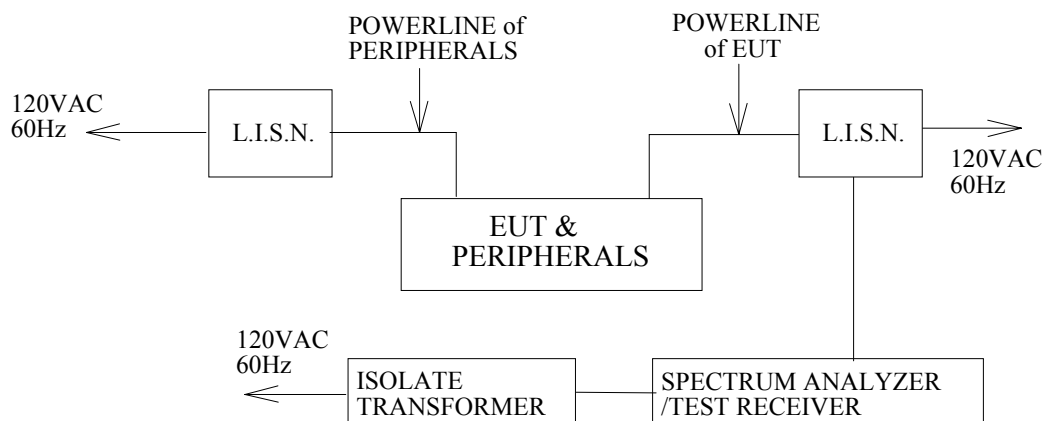 POWERLINE of
PERIPHERALS
POWERLINE
of EUT
120VAC
60Hz
L.I.S.N.
L.I.S.N.
120VAC
60Hz
EUT &
PERIPHERALS
120VAC
60Hz
ISOLATE
TRANSFORMER
SPECTRUM ANALYZER
/TEST RECEIVER